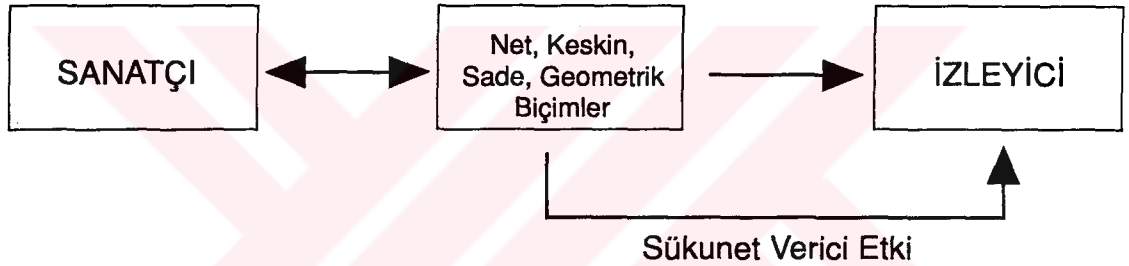 SANATÇI
Net, Keskin,
Sade, Geometrik
Biçimler
İZLEYİCİ
Sükunet Verici Etki